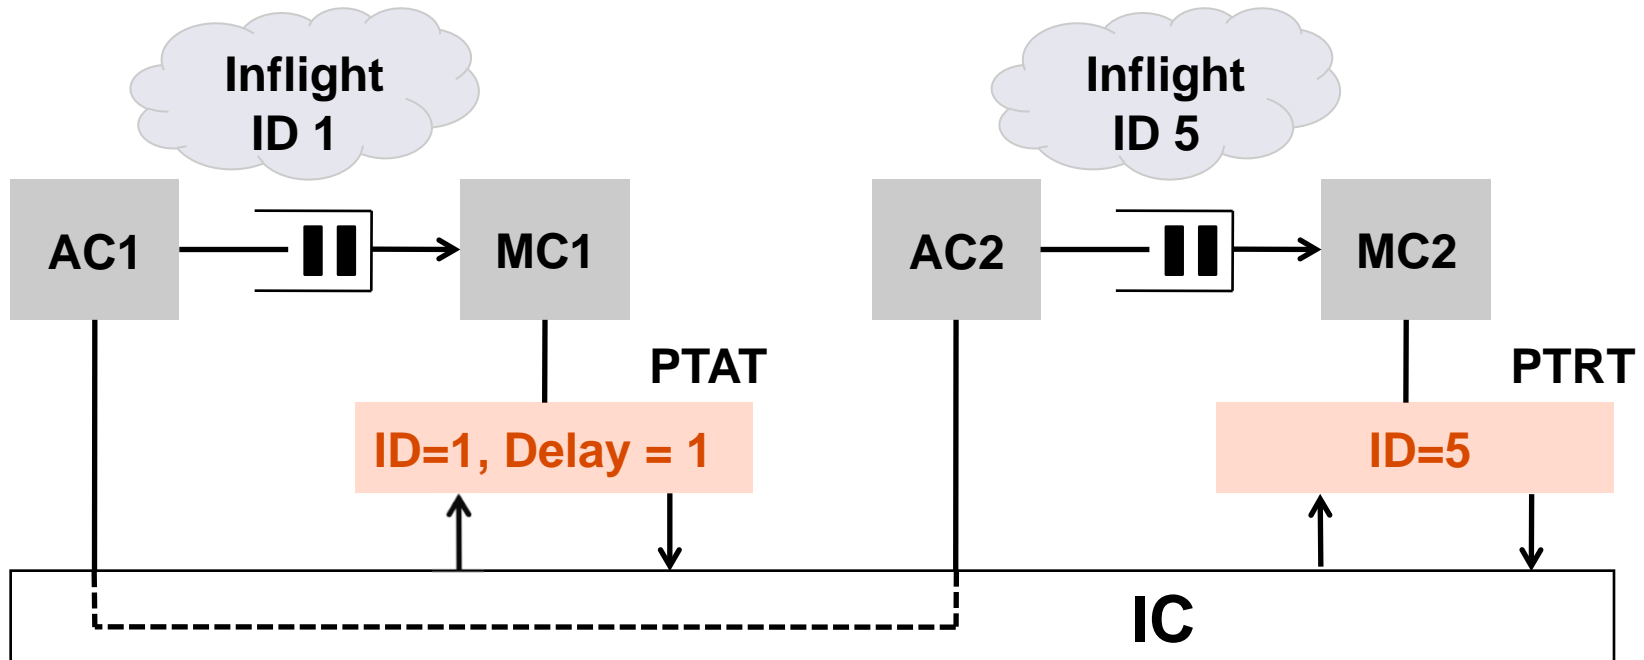 Inflight
ID 1
Inflight
ID 5
AC1
MC1
AC2
MC2
PTAT
PTRT
ID=1, Delay = 1
ID=5
IC